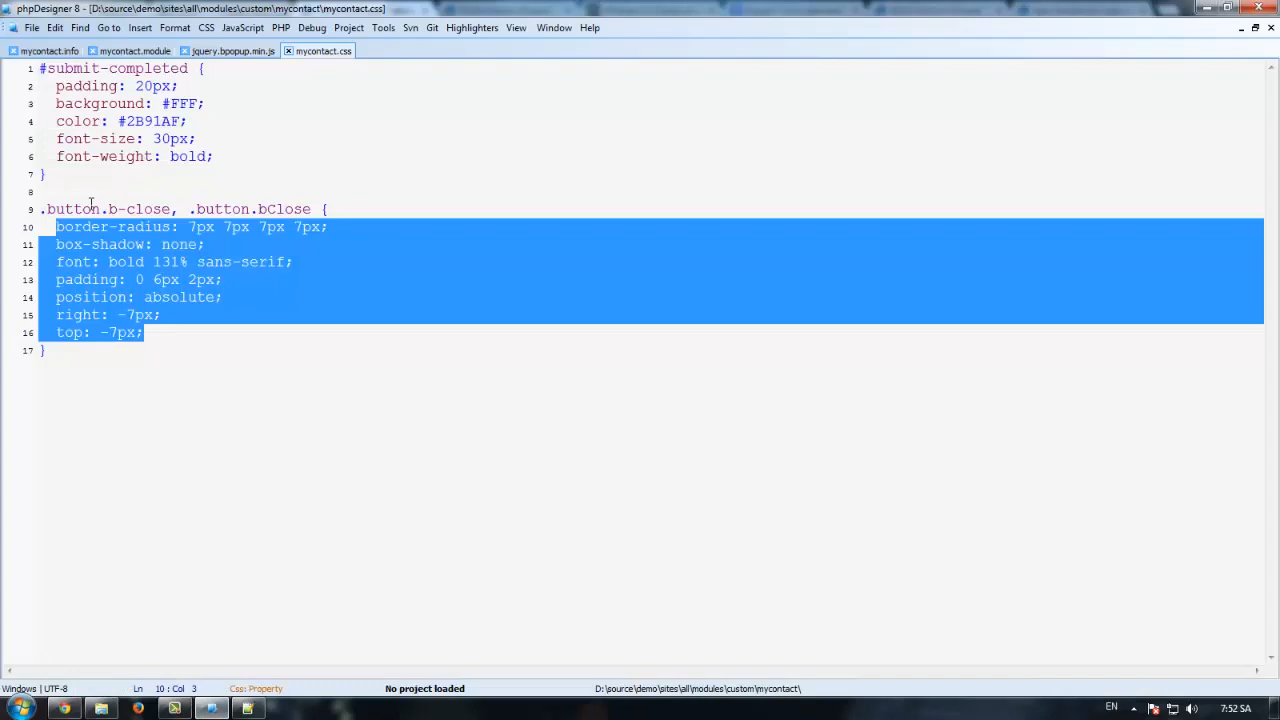 phpDesigner 8 - [D:\source\demo\sites\all\modules\custom\mycontact\mycontact.css]
File Edit Find Go to Insert Format CSS JavaScript PHP Debug Project Tools Svn Git Highlighters View Window Help
mycontact.info mycontact.module jquery.bpopup.min.js mycontact.css
1 #submit-completed {
2 padding: 20px;
3 background: #FFF;
4 color: #2B91AF;
5 font-size: 30px;
6 font-weight: bold;
7 }
8
9 .button.b-close, .button.bClose {
10 border-radius: 7px 7px 7px 7px;
11 box-shadow: none;
12 font: bold 131% sans-serif;
13 padding: 0 6px 2px;
14 position: absolute;
15 right: -7px;
16 top: -7px;
17 }
Windows / UTF-8 Ln 10 : Col 3 Css: Property No project loaded D:\source\demo\sites\all\modules\custom\mycontact\
EN 7:52 SA